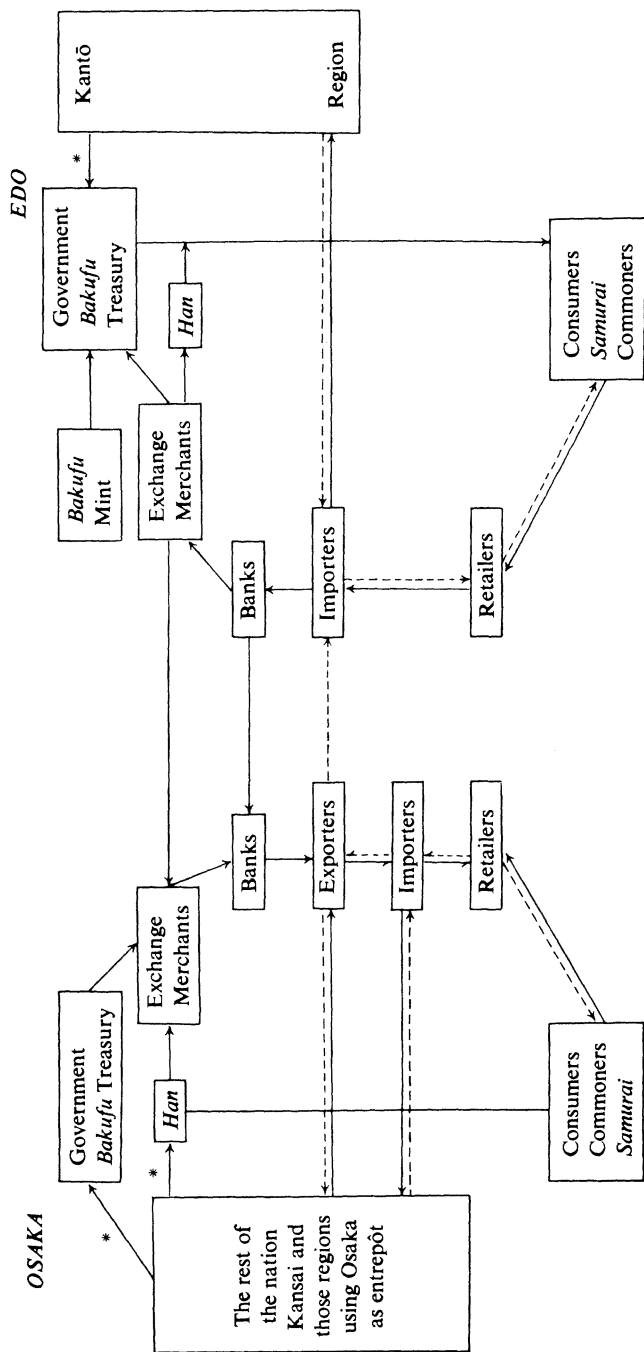 OSAKA
Government
Bakufu Treasury
*
The rest of
the nation
Kansai and
those regions
using Osaka
as entrepôt
*
Han
Exchange
Merchants
Banks
Exporters
Importers
Retailers
Consumers
Commoners
Samurai
EDO
Bakufu
Mint
Government
Bakufu
Treasury
*
Kantō
Region
Exchange
Merchants
Han
Banks
Importers
Retailers
Consumers
Samurai
Commoners